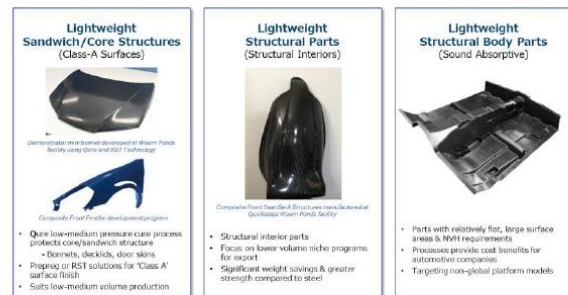 Lightweight
Sandwich/Core Structures
(Class-A Surfaces)
Demonstrator mini bonnet developed at Waurn Ponds
facility using Qure and RST Technology
Composite Front Fender development program
• Qure low-medium pressure cure process
protects core/sandwich structure
- Bonnets, decklids, door skins
• Prepreg or RST solutions for 'Class A'
surface finish
• Suits low-medium volume production
Lightweight
Structural Parts
(Structural Interiors)
Composite Front Seat Back Structures manufactured at
Quickstep Waurn Ponds facility
• Structural interior parts
• Focus on lower volume niche programs
for export
• Significant weight savings & greater
strength compared to steel
Lightweight
Structural Body Parts
(Sound Absorptive)
• Parts with relatively flat, large surface
areas & NVH requirements
• Processes provide cost benefits for
automotive companies
• Targeting non-global platform models